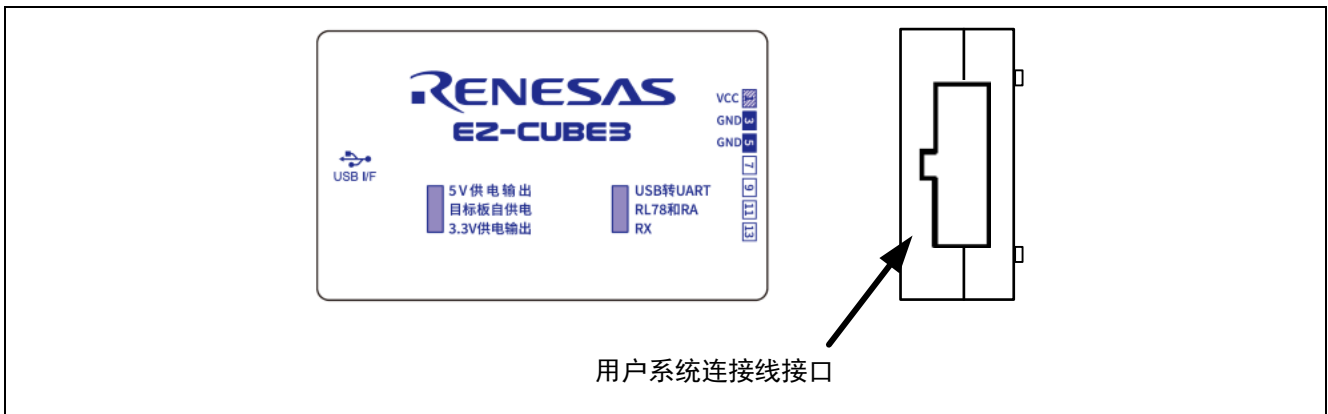 RENESAS
EZ-CUBE3
USB I/F
5V供电输出
目标板自供电
3.3V供电输出
USB转UART
RL78和RA
RX
VCC 1
GND 3
GND 5
7
9
11
13
用户系统连接线接口